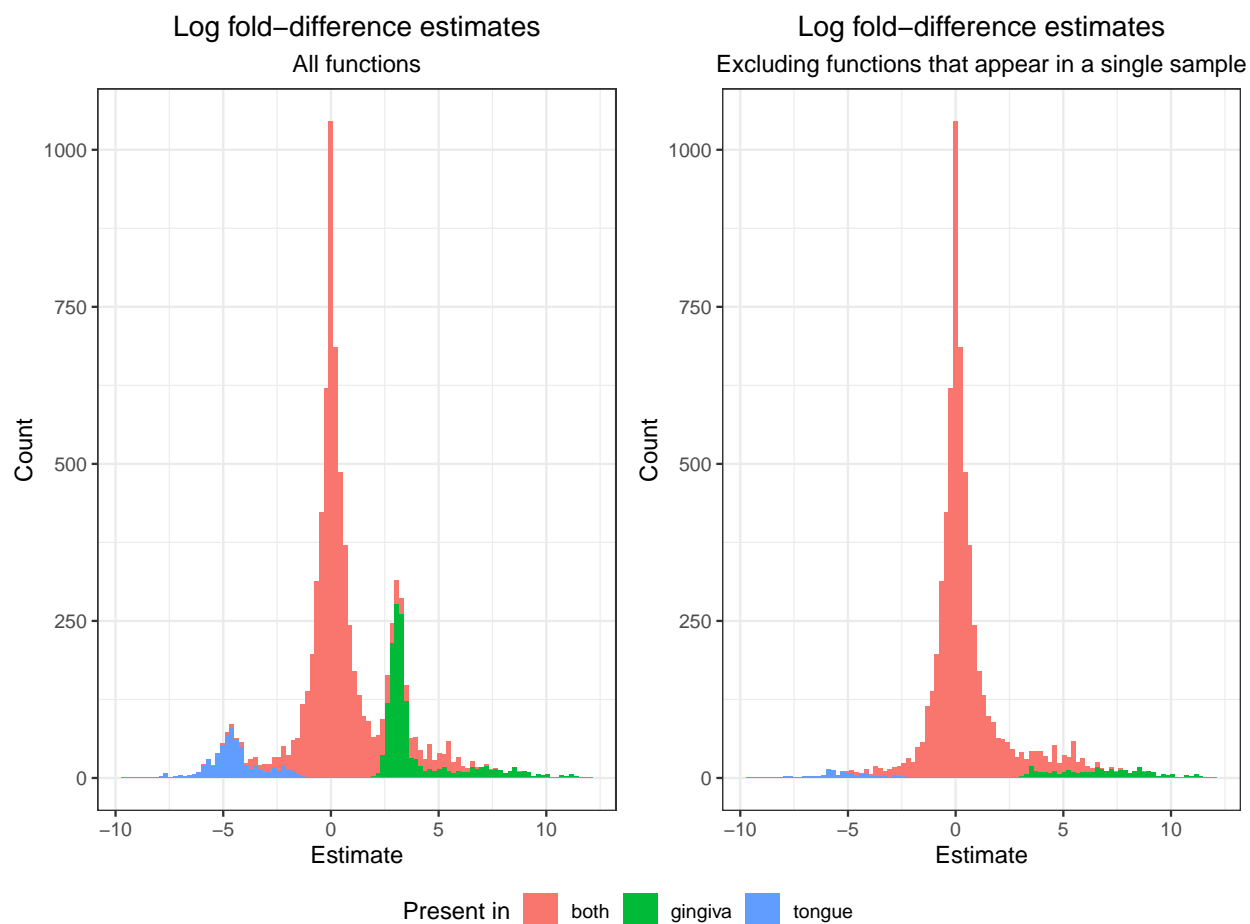 Log fold−difference estimates
All functions
1000
750
500
250
0
−10 −5 0 5 10
Count
Estimate
Log fold−difference estimates
Excluding functions that appear in a single sample
1000
750
500
250
0
−10 −5 0 5 10
Count
Estimate
Present in both gingiva tongue